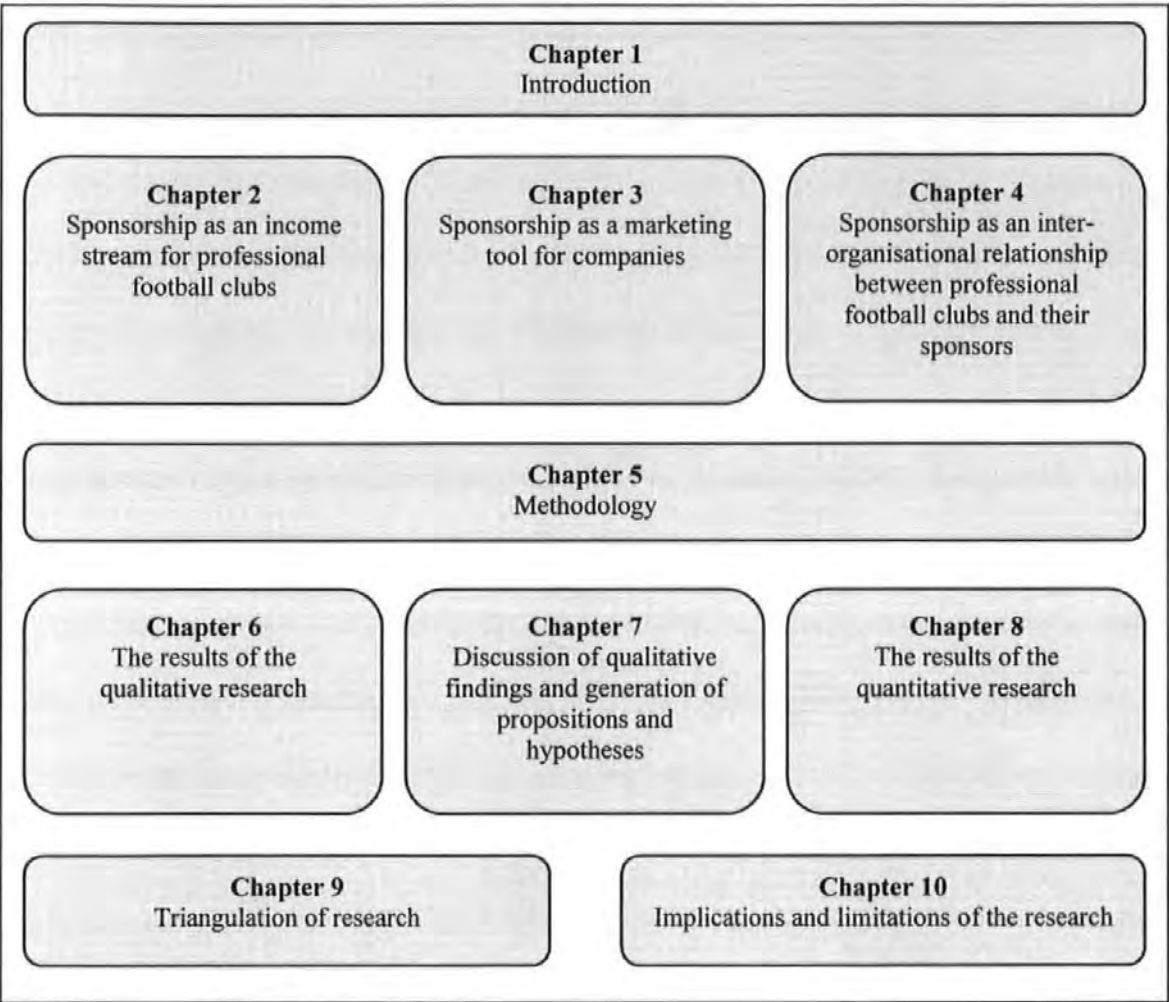 Chapter 1
Introduction
Chapter 2
Sponsorship as an income
stream for professional
football clubs
Chapter 3
Sponsorship as a marketing
tool for companies
Chapter 4
Sponsorship as an inter-
organisational relationship
between professional
football clubs and their
sponsors
Chapter 5
Methodology
Chapter 6
The results of the
qualitative research
Chapter 7
Discussion of qualitative
findings and generation of
propositions and
hypotheses
Chapter 8
The results of the
quantitative research
Chapter 9
Triangulation of research
Chapter 10
Implications and limitations of the research